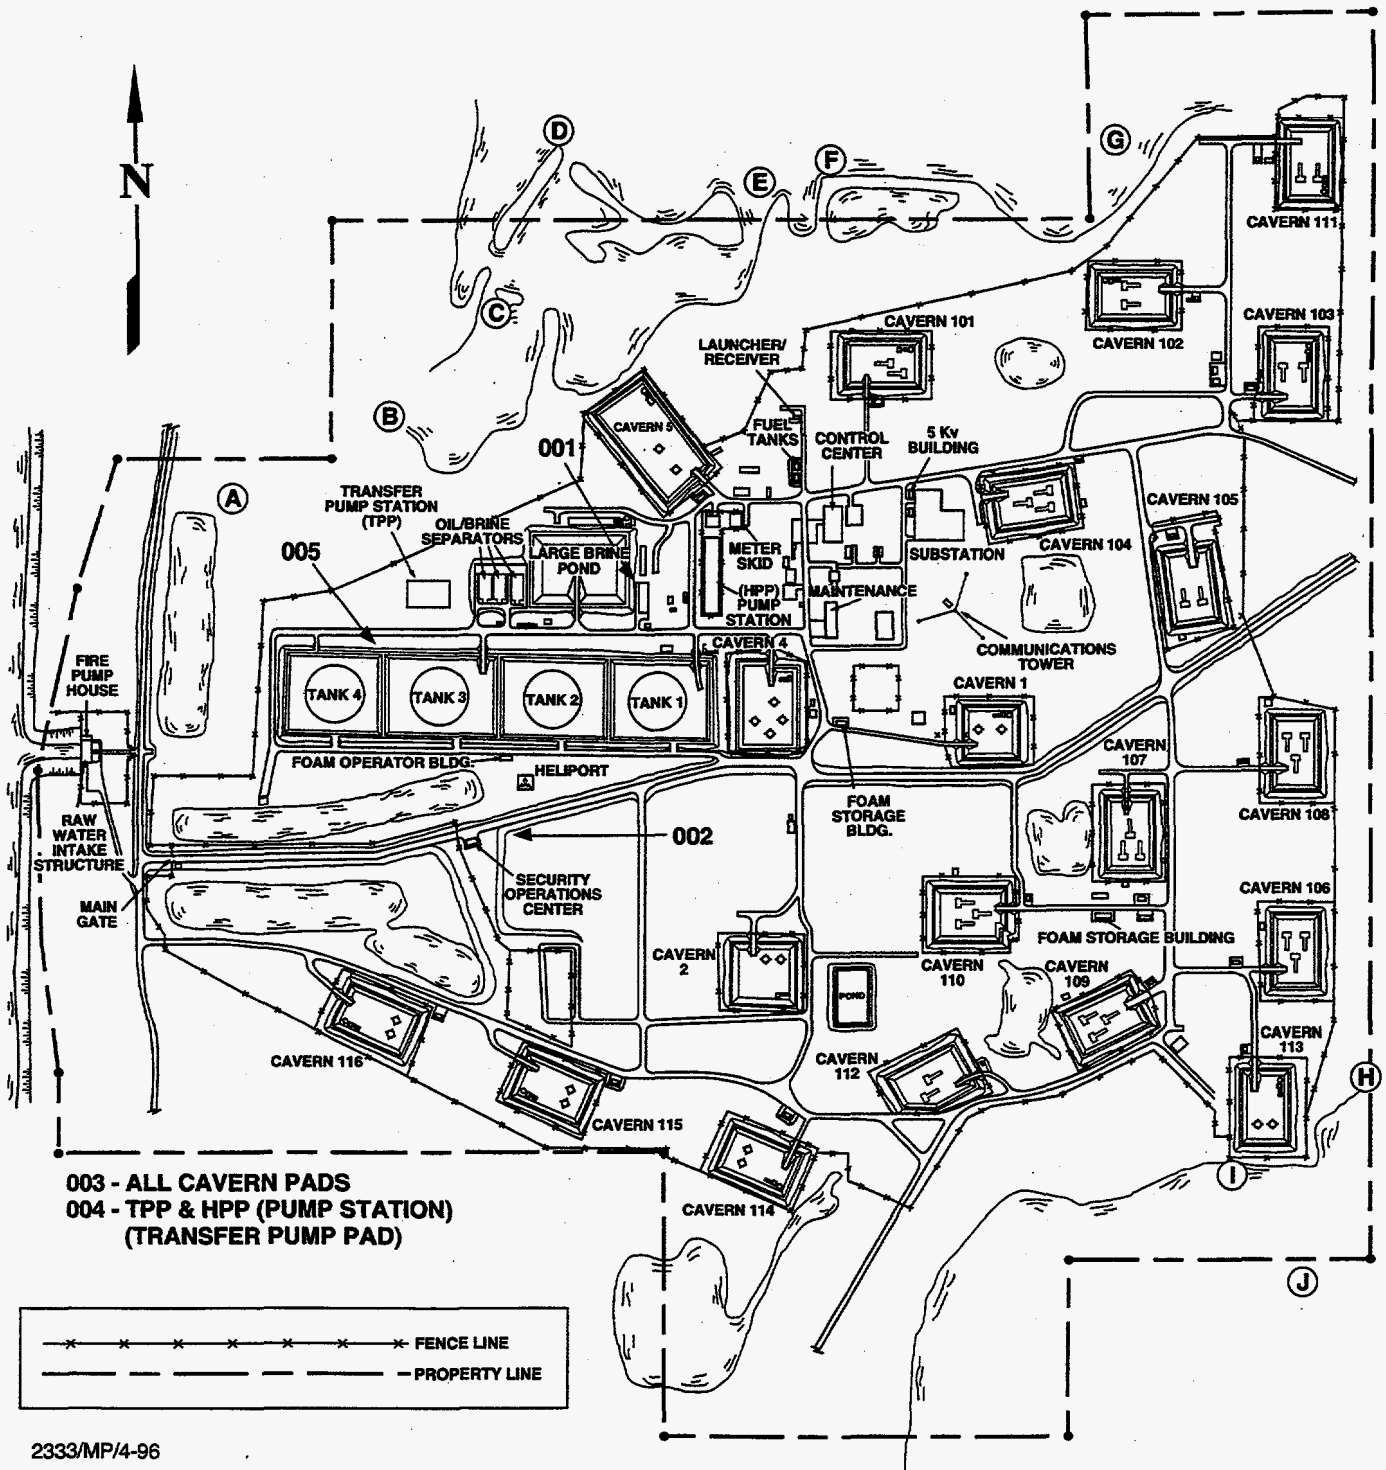 N
D
F
E
G
C
B
A
H
I
J
CAVERN 111
CAVERN 102
CAVERN 103
CAVERN 101
LAUNCHER/
RECEIVER
CAVERN 5
FUEL
TANKS
CONTROL
CENTER
5 Kv
BUILDING
001
TRANSFER
PUMP STATION
(TPP)
OIL/BRINE
SEPARATORS
005
LARGE BRINE
POND
METER
SKID
(HPP)
PUMP
STATION
SUBSTATION
MAINTENANCE
CAVERN 104
CAVERN 105
COMMUNICATIONS
TOWER
CAVERN 4
CAVERN 1
FIRE
PUMP
HOUSE
TANK 4
TANK 3
TANK 2
TANK 1
FOAM OPERATOR BLDG.
HELIPORT
CAVERN
107
CAVERN 108
FOAM
STORAGE
BLDG.
RAW
WATER
INTAKE
STRUCTURE
002
MAIN
GATE
SECURITY
OPERATIONS
CENTER
CAVERN 106
FOAM STORAGE BUILDING
CAVERN
2
CAVERN
110
CAVERN
109
POND
CAVERN
113
CAVERN 116
CAVERN
112
CAVERN 115
CAVERN 114
003 - ALL CAVERN PADS
004 - TPP & HPP (PUMP STATION)
(TRANSFER PUMP PAD)
FENCE LINE
PROPERTY LINE
2333/MP/4-96